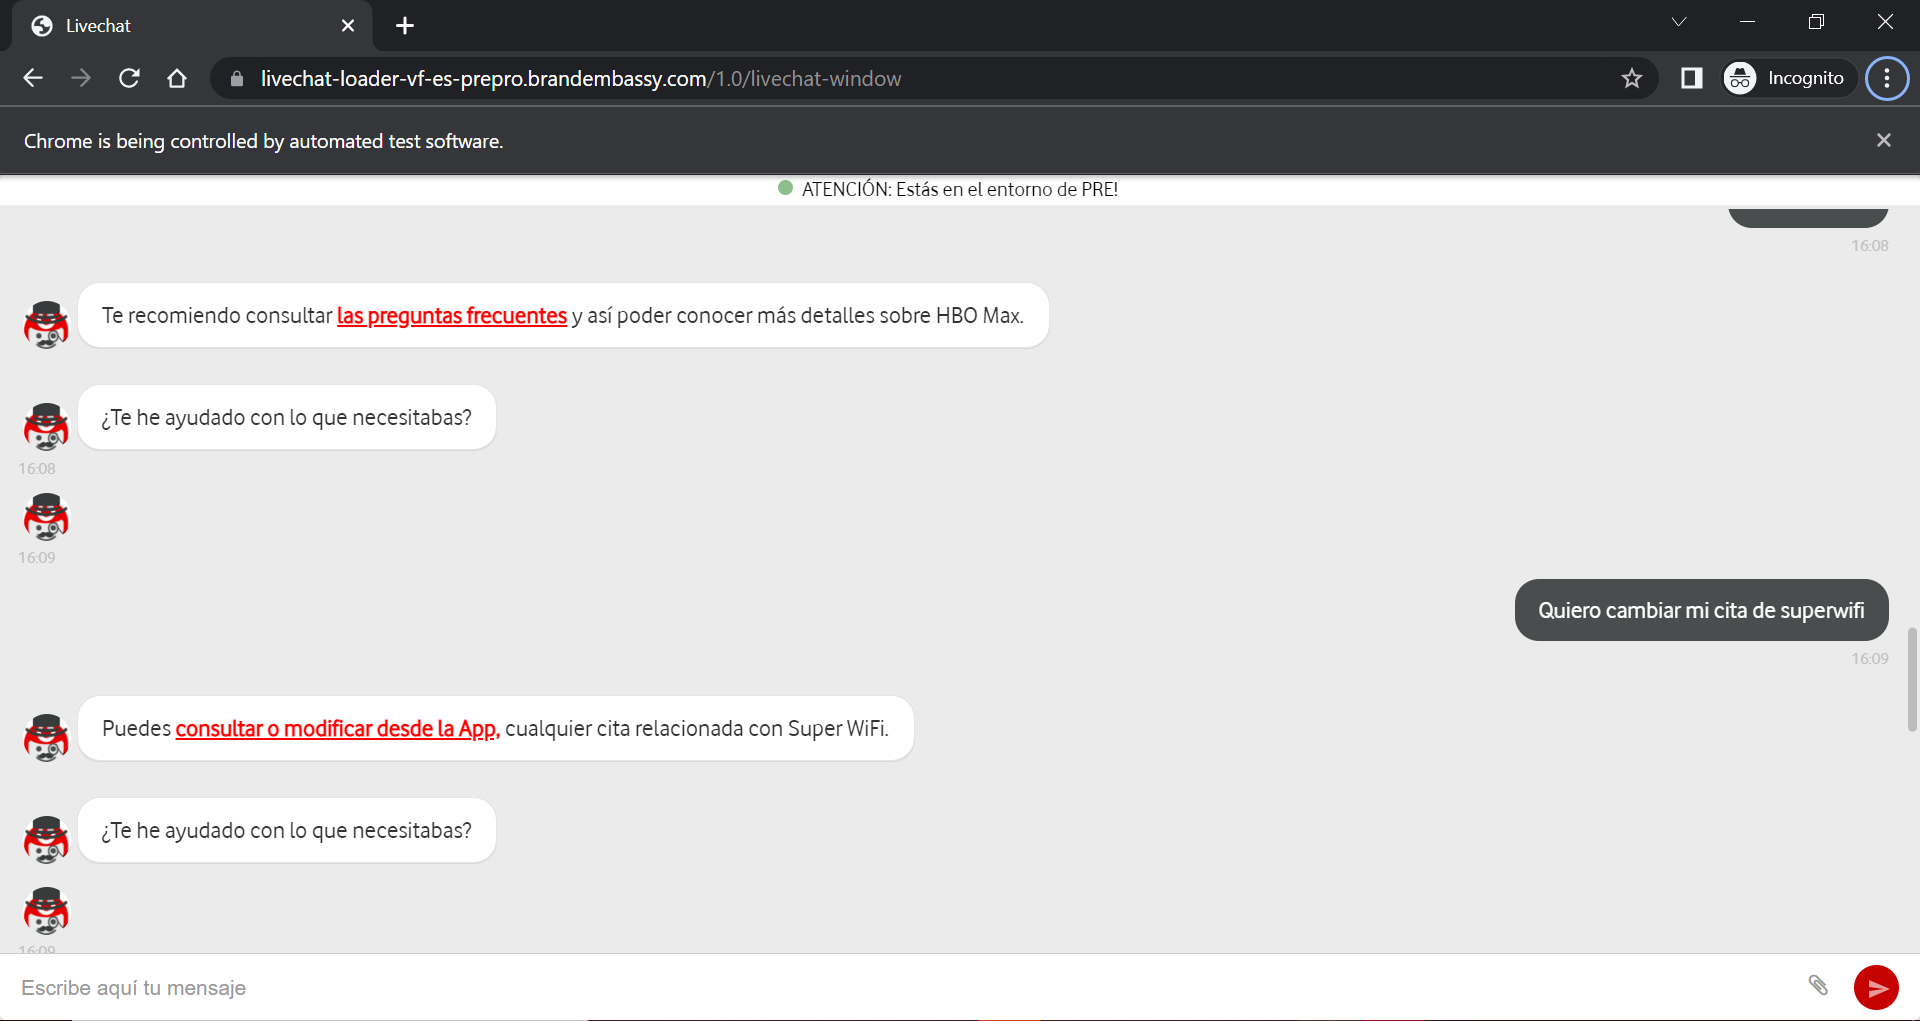 Livechat
livechat-loader-vf-es-prepro.brandembassy.com/1.0/livechat-window
Incognito
Chrome is being controlled by automated test software.
ATENCIÓN: Estás en el entorno de PRE!
16:08
Te recomiendo consultar las preguntas frecuentes y así poder conocer más detalles sobre HBO Max.
¿Te he ayudado con lo que necesitabas?
16:08
16:09
Quiero cambiar mi cita de superwifi
16:09
Puedes consultar o modificar desde la App, cualquier cita relacionada con Super WiFi.
¿Te he ayudado con lo que necesitabas?
16:09
Escribe aquí tu mensaje